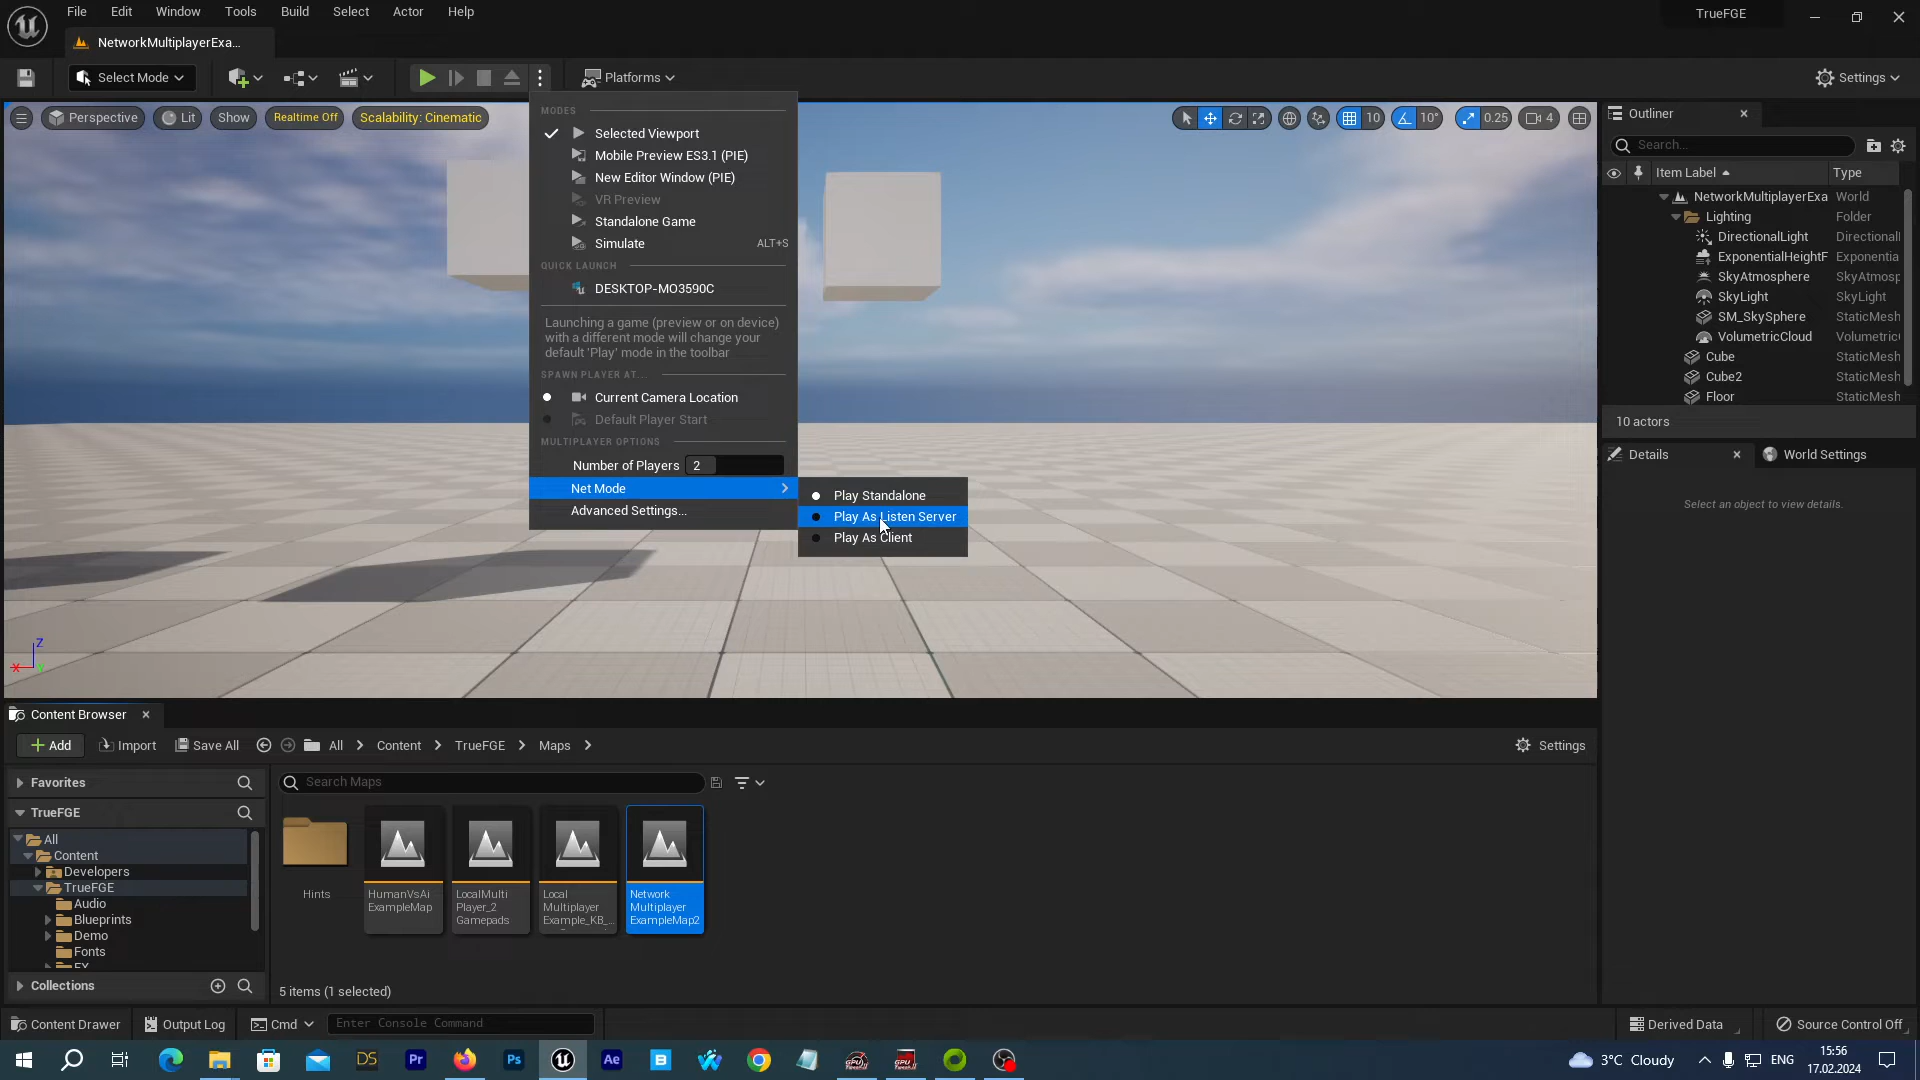 File Edit Window Tools Build Select Actor Help
TrueFGE
NetworkMultiplayerExa...
Select Mode
Platforms
Settings
Perspective
Lit
Show
Realtime Off
Scalability: Cinematic
10
10°
0.25
4
MODES
Selected Viewport
Mobile Preview ES3.1 (PIE)
New Editor Window (PIE)
VR Preview
Standalone Game
Simulate ALT+S
QUICK LAUNCH
DESKTOP-MO3590C
Launching a game (preview or on device)
with a different mode will change your
default 'Play' mode in the toolbar
SPAWN PLAYER AT...
Current Camera Location
Default Player Start
MULTIPLAYER OPTIONS
Number of Players 2
Net Mode
Advanced Settings...
Play Standalone
Play As Listen Server
Play As Client
Z
X
Y
Outliner
Search...
Item Label Type
NetworkMultiplayerExa World
Lighting Folder
DirectionalLight Directional
ExponentialHeightF Exponentia
SkyAtmosphere SkyAtmosp
SkyLight SkyLight
SM_SkySphere StaticMesh
VolumetricCloud Volumetric
Cube StaticMesh
Cube2 StaticMesh
Floor StaticMesh
10 actors
Details
World Settings
Select an object to view details.
Content Browser
Add
Import
Save All
All Content TrueFGE Maps
Settings
Favorites
TrueFGE
All
Content
Developers
TrueFGE
Audio
Blueprints
Demo
Fonts
FX
Collections
Search Maps
Hints
HumanVsAi
ExampleMap
LocalMulti
Player_2
Gamepads
Local
Multiplayer
Example_KB_...
Network
Multiplayer
ExampleMap2
5 items (1 selected)
Content Drawer
Output Log
Cmd
Enter Console Command
Derived Data
Source Control Off
DS
Pr
Ps
Ae
3°C Cloudy
ENG
15:56
17.02.2024